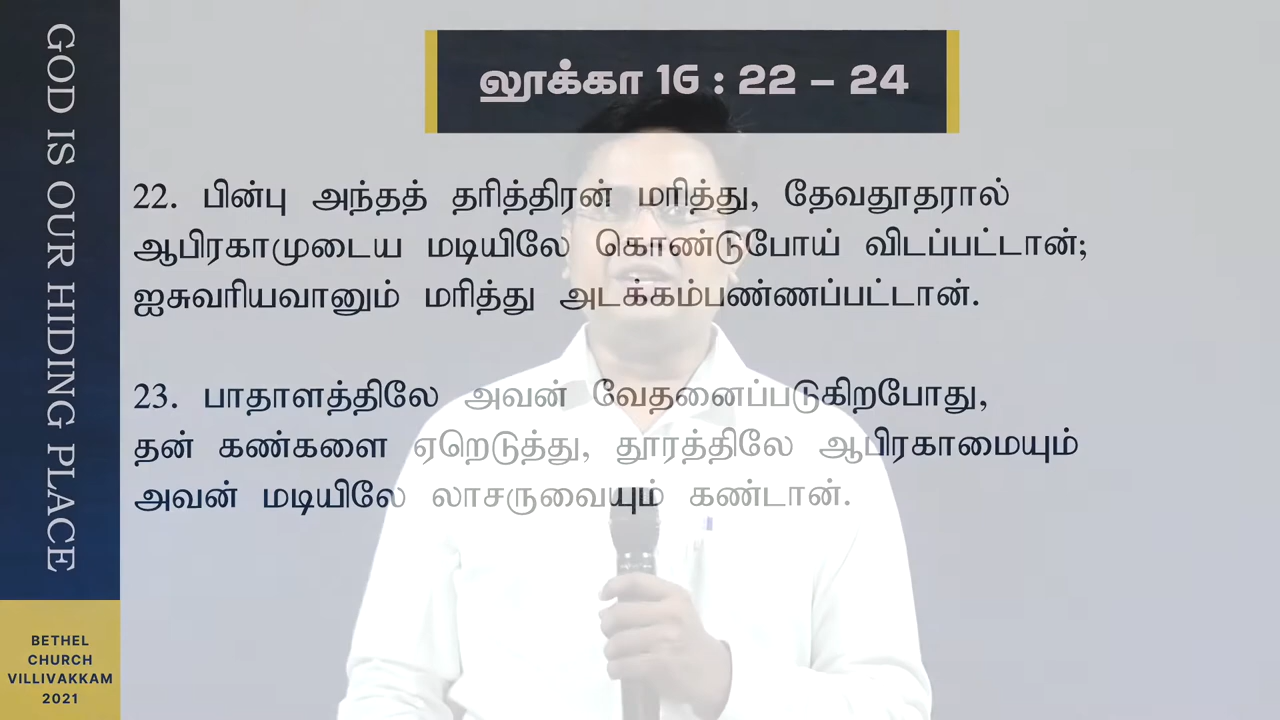 GOD IS OUR HIDING PLACE
BETHEL
CHURCH
VILLIVAKKAM
2021
லூக்கா 16 : 22 – 24
22. பின்பு அந்தத் தரித்திரன் மரித்து, தேவதூதரால்
ஆபிரகாமுடைய மடியிலே கொண்டுபோய் விடப்பட்டான்;
ஐசுவரியவானும் மரித்து அடக்கம்பண்ணப்பட்டான்.
23. பாதாளத்திலே அவன் வேதனைப்படுகிறபோது,
தன் கண்களை ஏறெடுத்து, தூரத்திலே ஆபிரகாமையும்
அவன் மடியிலே லாசருவையும் கண்டான்.